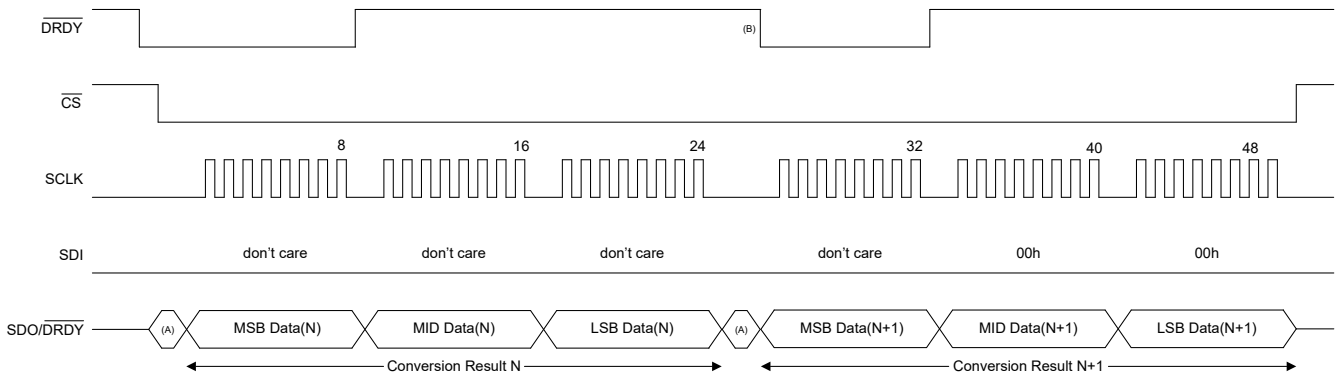 DRDY
(B)
CS
8 16 24 32 40 48
SCLK
SDI don't care don't care don't care don't care 00h 00h
SDO/DRDY (A) MSB Data(N) MID Data(N) LSB Data(N) (A) MSB Data(N+1) MID Data(N+1) LSB Data(N+1)
Conversion Result N Conversion Result N+1